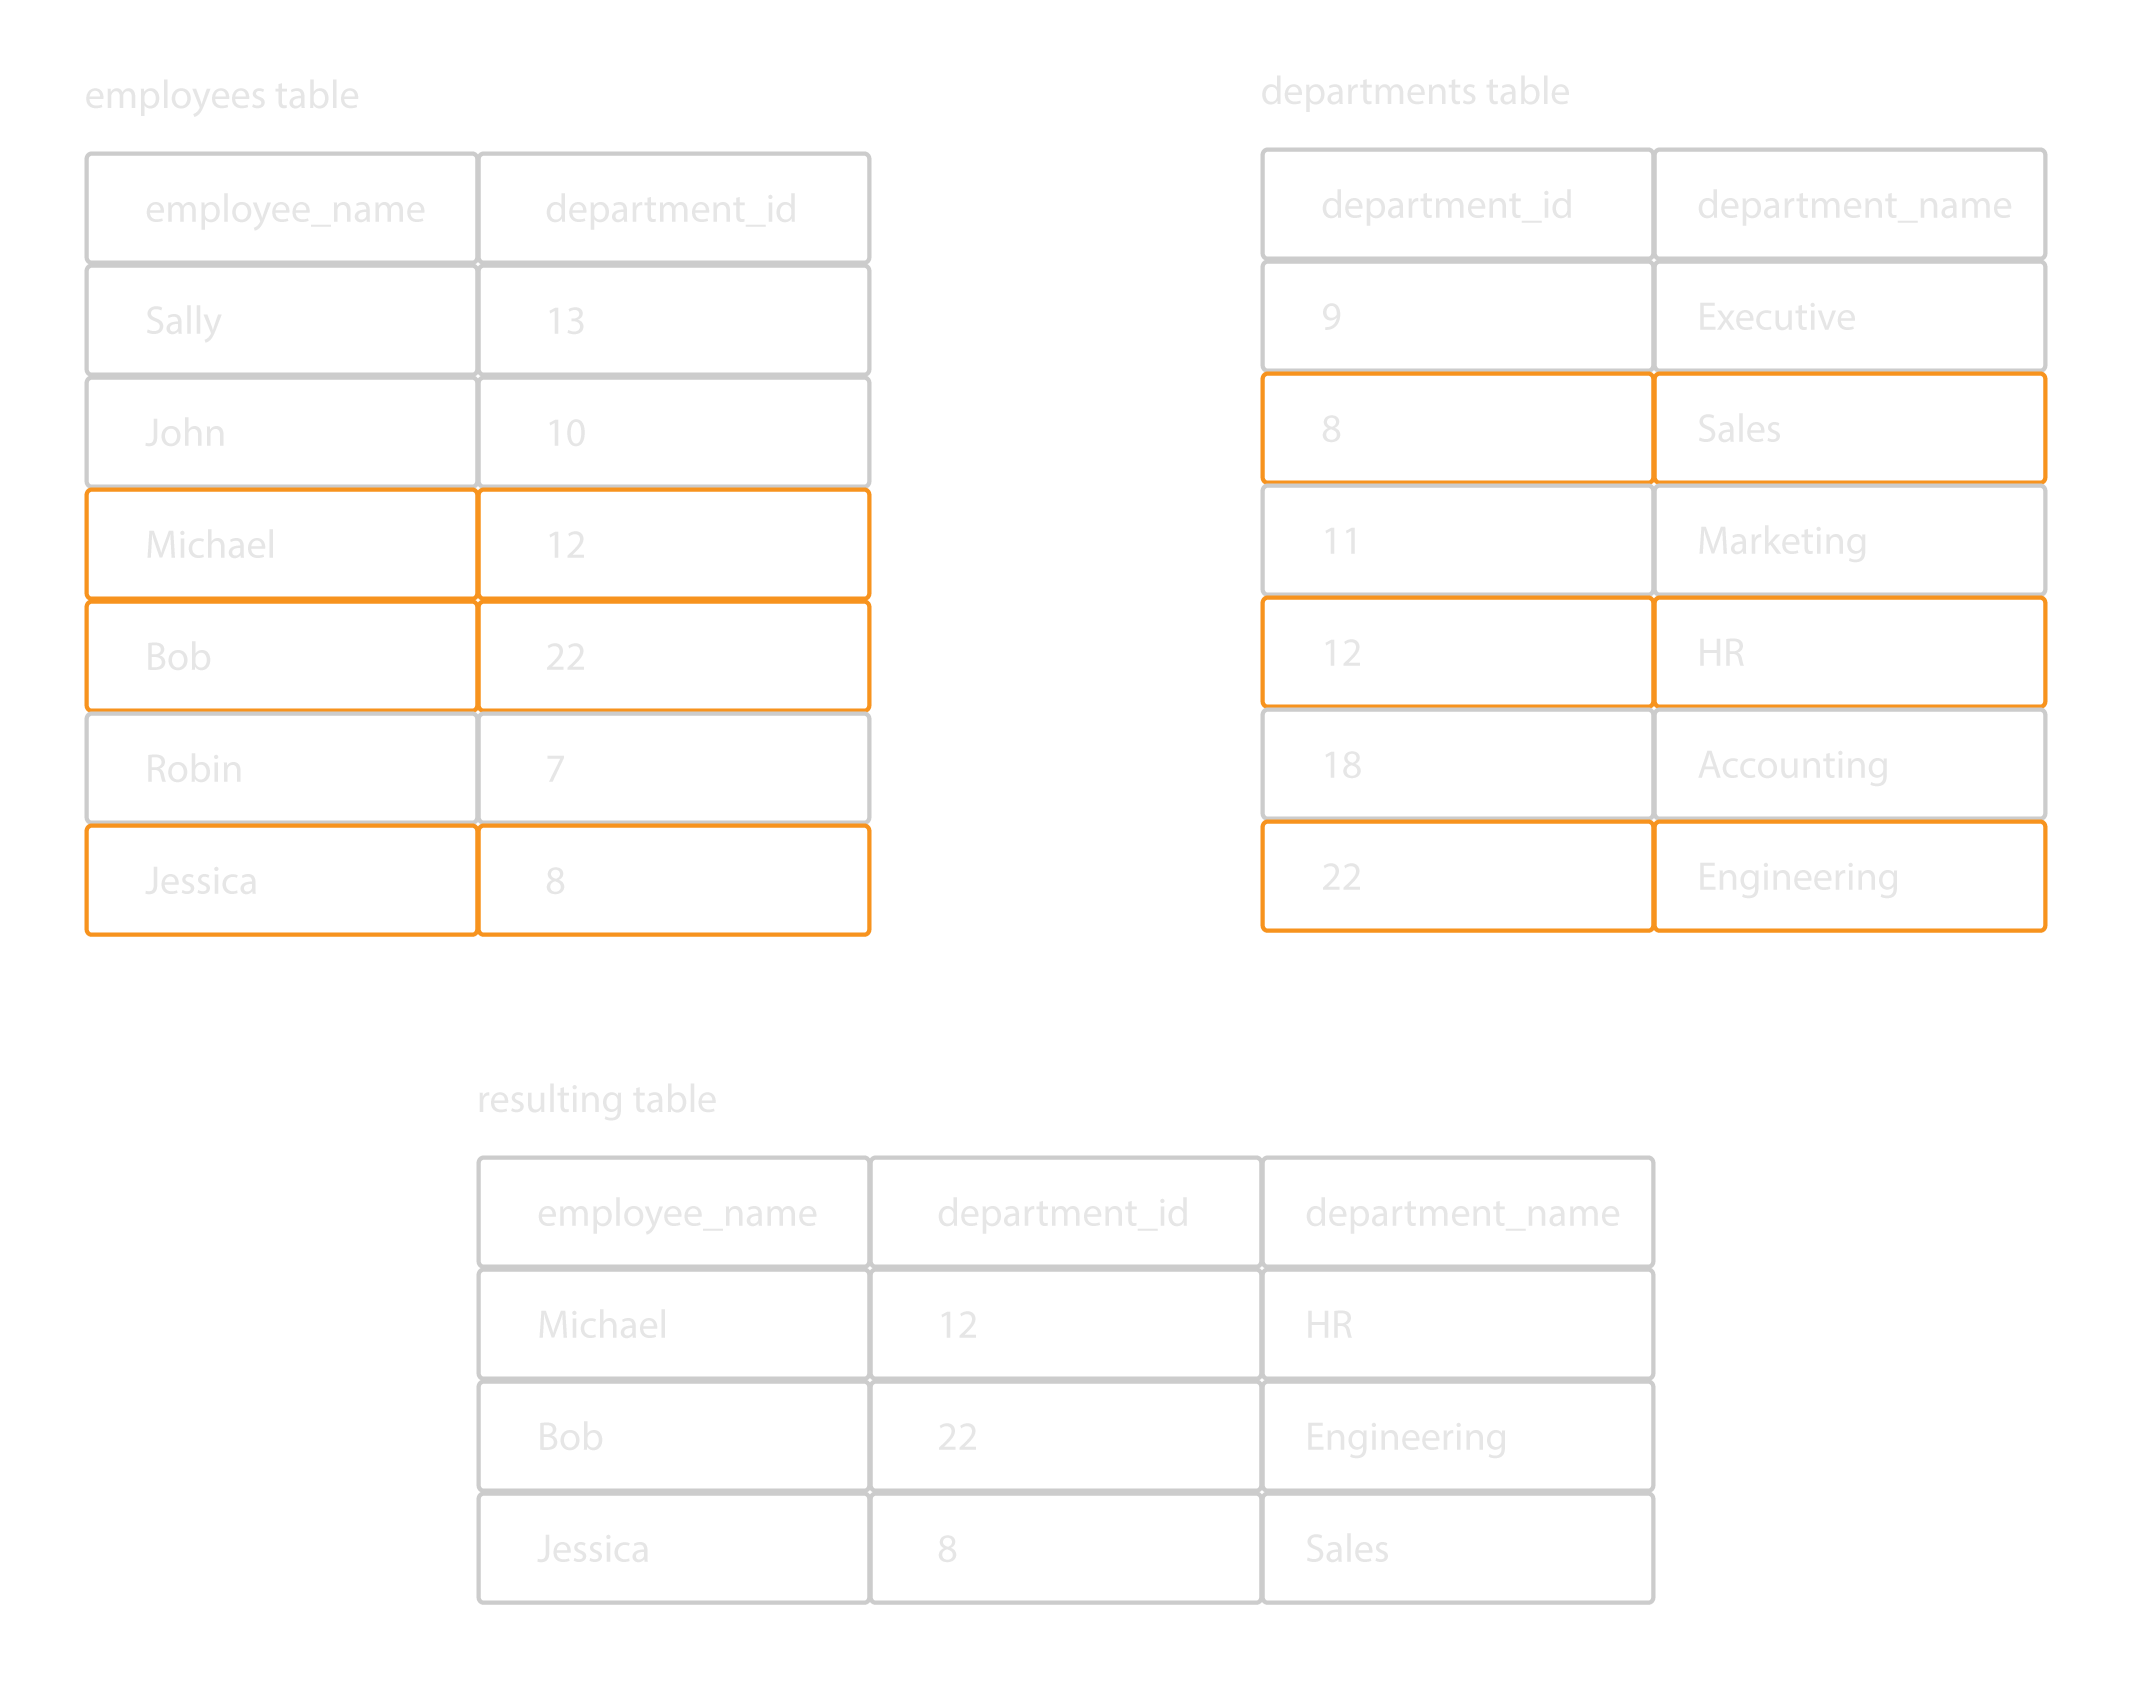 employees table
employee_name department_id
Sally 13
John 10
Michael 12
Bob 22
Robin 7
Jessica 8
departments table
department_id department_name
9 Executive
8 Sales
11 Marketing
12 HR
18 Accounting
22 Engineering
resulting table
employee_name department_id department_name
Michael 12 HR
Bob 22 Engineering
Jessica 8 Sales